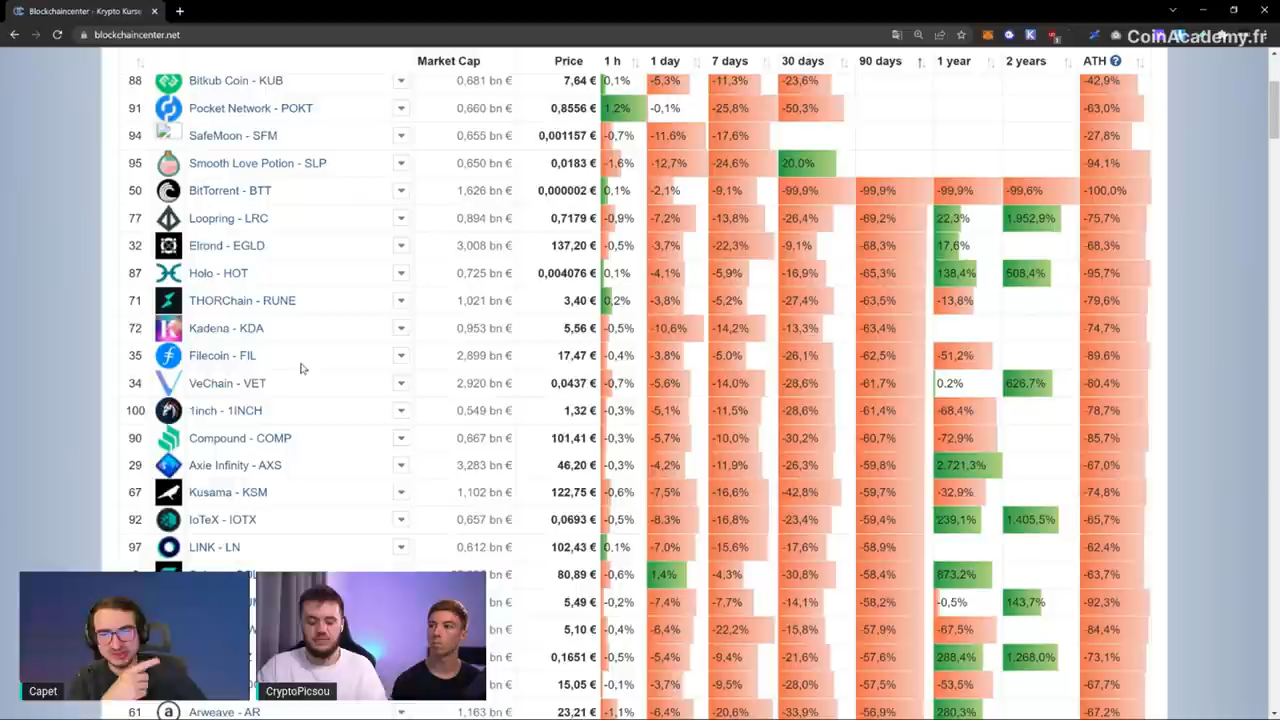 Blockchaincenter - Krypto Kurse
blockchaincenter.net
CoinAcademy.fr
Market Cap Price 1 h 1 day 7 days 30 days 90 days 1 year 2 years ATH
88 Bitkub Coin - KUB 0,681 bn € 7,64 € 0,1% -5,3% -11,3% -23,6% -42,9%
91 Pocket Network - POKT 0,660 bn € 0,8556 € 1,2% -0,1% -25,8% -50,3% -63,0%
94 SafeMoon - SFM 0,655 bn € 0,001157 € -0,7% -11,6% -17,6% -27,8%
95 Smooth Love Potion - SLP 0,650 bn € 0,0183 € -1,6% -12,7% -24,6% 20,0% -94,1%
50 BitTorrent - BTT 1,626 bn € 0,000002 € 0,1% -2,1% -9,1% -99,9% -99,9% -99,9% -99,6% -100,0%
77 Loopring - LRC 0,894 bn € 0,7179 € -0,9% -7,2% -13,8% -26,4% -69,2% 22,3% 1.952,9% -75,7%
32 Elrond - EGLD 3,008 bn € 137,20 € -0,5% -3,7% -22,3% -9,1% -68,3% 17,6% -68,3%
87 Holo - HOT 0,725 bn € 0,004076 € 0,1% -4,1% -5,9% -16,9% -65,3% 138,4% 508,4% -95,7%
71 THORChain - RUNE 1,021 bn € 3,40 € 0,2% -3,8% -5,2% -27,4% -63,5% -13,8% -79,6%
72 Kadena - KDA 0,953 bn € 5,56 € -0,5% -10,6% -14,2% -13,3% -63,4% -74,7%
35 Filecoin - FIL 2,899 bn € 17,47 € -0,4% -3.8% -5.0% -26,1% -62,5% -51,2% -89.6%
34 VeChain - VET 2,920 bn € 0,0437 € -0,7% -5,6% -14,0% -28,6% -61,7% 0.2% 626,7% -80,4%
100 1inch - 1INCH 0,549 bn € 1,32 € -0,3% -5,1% -11,5% -28,6% -61,4% -68,4% -78,7%
90 Compound - COMP 0,667 bn € 101,41 € -0,3% -5,7% -10,0% -30,2% -60,7% -72,9% -85,7%
29 Axie Infinity - AXS 3,283 bn € 46,20 € -0,3% -4,2% -11,9% -26,3% -59,8% 2.721,3% -67,0%
67 Kusama - KSM 1,102 bn € 122,75 € -0,6% -7,5% -16,6% -42,8% -59,7% -32,9% -74,8%
92 IoTeX - IOTX 0,657 bn € 0,0693 € -0,5% -8,3% -16,8% -23,4% -59,4% 239,1% 1.405,5% -65,7%
97 LINK - LN 0,612 bn € 102,43 € 0,1% -7,0% -15,6% -17,6% -58,9% -62,4%
80,89 € -0,6% 1,4% -4,3% -30,8% -58,4% 873,2% -63,7%
bn € 5,49 € -0,2% -7,4% -7,7% -14,1% -58,2% -0,5% 143,7% -92,3%
bn € 5,10 € -0,4% -6,4% -22,2% -15,8% -57,9% -67,5% -84,4%
bn € 0,1651 € -0,5% -5,4% -9,4% -21,6% -57,6% 288,4% 1.268,0% -73,1%
bn € 15,05 € -0,1% -3,7% -9,5% -28,0% -57,5% -53,5% -67,7%
61 Arweave - AR 1,163 bn € 23,21 € -1,1% -6,4% -20,6% -33,9% -56,9% 280,3% -67,2%
Capet
CryptoPicsou